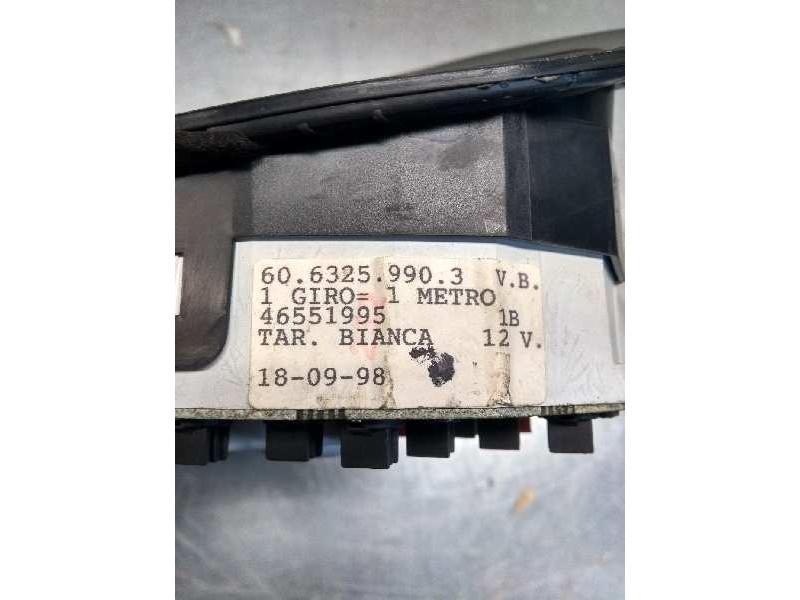 60.6325.990.3 V.B.
1 GIRO= 1 METRO
46551995 1B
TAR. BIANCA 12 V.
18-09-98